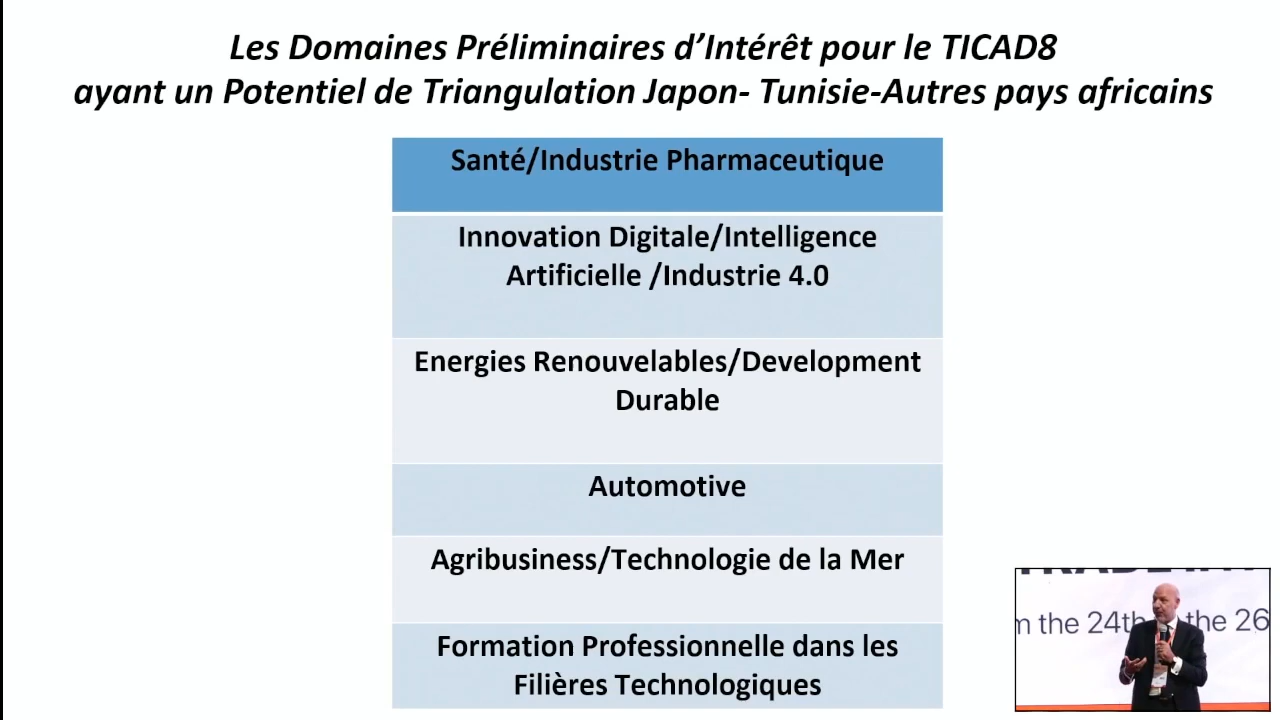 Les Domaines Préliminaires d’Intérêt pour le TICAD8
ayant un Potentiel de Triangulation Japon- Tunisie-Autres pays africains
Santé/Industrie Pharmaceutique
Innovation Digitale/Intelligence
Artificielle /Industrie 4.0
Energies Renouvelables/Development
Durable
Automotive
Agribusiness/Technologie de la Mer
Formation Professionnelle dans les
Filières Technologiques
the 24th the 26